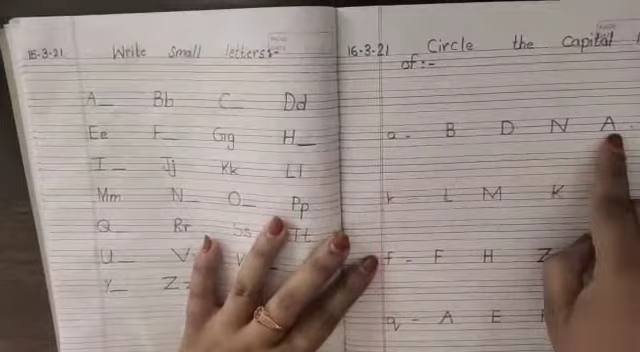 15-3-21 Write small letters:-
A_ Bb C_ Dd
Ee F_ Gg H_
I_ Jj Kk Ll
Mm N_ O_ Pp
Q_ Rr Ss Tt
U_ V
Y_ Z
16-3-21 Circle the Capital
of:-
a - B D N A
k - L M K
f - F H Z
q - A E